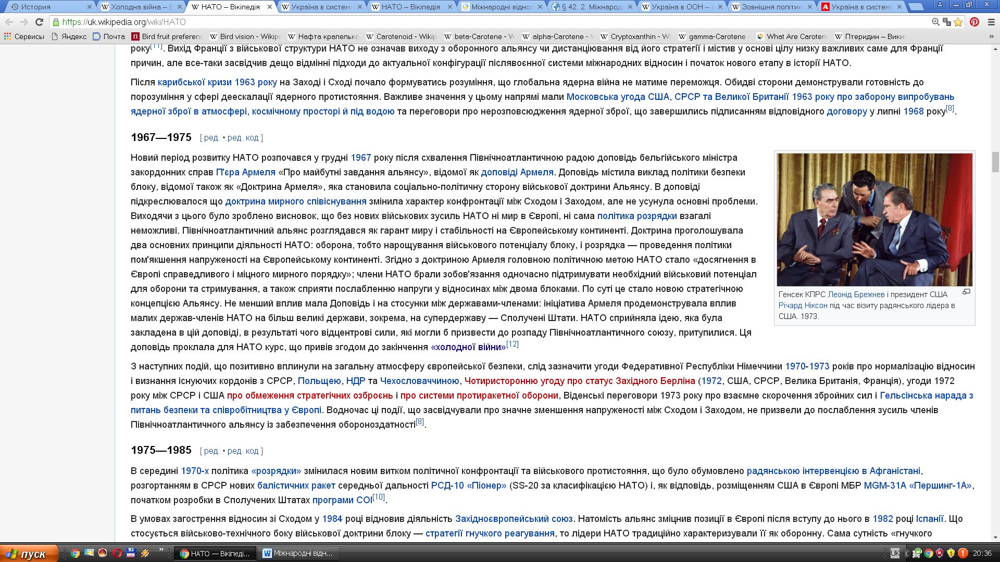 История
Холодна війна – В
НАТО – Вікіпедія
Україна в системі
НАТО – Вікіпедія
Міжнародні віднос
§ 42. 2. Міжнарод
Україна в ООН –
Зовнішня політик
Україна в системі
https://uk.wikipedia.org/wiki/НАТО
Сервисы
Яндекс
Почта
Bird fruit preferenc
Bird vision - Wikipe
Нафта крапелька
Carotenoid - Wikip
beta-Carotene - W
alpha-Carotene - W
Cryptoxanthin - Wi
gamma-Carotene -
What Are Caroten
Птеридин – Вики
»
року[11]. Вихід Франції з військової структури НАТО не означав виходу з оборонного альянсу чи дистанціювання від його стратегії і містив у основі цілу низку важливих саме для Франції
причин, але все-таки засвідчив дещо відмінні підходи до актуальної конфігурації післявоєнної системи міжнародних відносин і початок нового етапу в історії НАТО.
Після карибської кризи 1963 року на Заході і Сході почало формуватись розуміння, що глобальна ядерна війна не матиме переможця. Обидві сторони демонстрували готовність до
порозуміння у сфері деескалації ядерного протистояння. Важливе значення у цьому напрямі мали Московська угода США, СРСР та Великої Британії 1963 року про заборону випробувань
ядерної зброї в атмосфері, космічному просторі й під водою та переговори про нерозповсюдження ядерної зброї, що завершились підписанням відповідного договору у липні 1968 року[8].
1967—1975 [ ред. • ред. код ]
Новий період розвитку НАТО розпочався у грудні 1967 року після схвалення Північноатлантичною радою доповідь бельгійського міністра
закордонних справ П'єра Армеля «Про майбутні завдання альянсу», відомої як доповіді Армеля. Доповідь містила виклад політики безпеки
блоку, відомої також як «Доктрина Армеля», яка становила соціально-політичну сторону військової доктрини Альянсу. В доповіді
підкреслювалося що доктрина мирного співіснування змінила характер конфронтації між Сходом і Заходом, але не усунула основні проблеми.
Виходячи з цього було зроблено висновок, що без нових військових зусиль НАТО ні мир в Європі, ні сама політика розрядки взагалі
неможливі. Північноатлантичний альянс розглядався як гарант миру і стабільності на Європейському континенті. Доктрина проголошувала
два основних принципи діяльності НАТО: оборона, тобто нарощування військового потенціалу блоку, і розрядка — проведення політики
пом'якшення напруженості на Європейському континенті. Згідно з доктриною Армеля головною політичною метою НАТО стало «досягнення в
Європі справедливого і міцного мирного порядку»; члени НАТО брали зобов'язання одночасно підтримувати необхідний військовий потенціал
для оборони та стримування, а також сприяти послабленню напруги у відносинах між двома блоками. По суті це стало новою стратегічною
концепцією Альянсу. Не менший вплив мала Доповідь і на стосунки між державами-членами: ініціатива Армеля продемонструвала вплив
малих держав-членів НАТО на більш великі держави, зокрема, на супердержаву — Сполучені Штати. НАТО сприйняла ідею, яка була
закладена в цій доповіді, в результаті чого відцентрові сили, які могли б призвести до розпаду Північноатлантичного союзу, притупилися. Ця
доповідь проклала для НАТО курс, що привів згодом до закінчення «холодної війни»[12]
Генсек КПРС Леонід Брежнев і президент США
Річард Ніксон під час візиту радянського лідера в
США. 1973.
З наступних подій, що позитивно вплинули на загальну атмосферу європейської безпеки, слід зазначити угоди Федеративної Республіки Німеччини 1970-1973 років про нормалізацію відносин
і визнання існуючих кордонів з СРСР, Польщею, НДР та Чехословаччиною, Чотиристоронню угоду про статус Західного Берліна (1972, США, СРСР, Велика Британія, Франція), угоди 1972
року між СРСР і США про обмеження стратегічних озброєнь і про системи протиракетної оборони, Віденські переговори 1973 року про взаємне скорочення збройних сил і Гельсінська нарада з
питань безпеки та співробітництва у Європі. Водночас ці події, що засвідчували про значне зменшення напруженості між Сходом і Заходом, не призвели до послаблення зусиль членів
Північноатлантичного альянсу із забезпечення обороноздатності[8].
1975—1985 [ ред. • ред. код ]
В середині 1970-х політика «розрядки» змінилася новим витком політичної конфронтації та військового протистояння, що було обумовлено радянською інтервенцією в Афганістані,
розгортанням в СРСР нових балістичних ракет середньої дальності РСД-10 «Піонер» (SS-20 за класифікацією НАТО) і, як відповідь, розміщенням США в Європі МБР MGM-31A «Першинг-1А»,
початком розробки в Сполучених Штатах програми СОІ[10].
В умовах загострення відносин зі Сходом у 1984 році відновив діяльність Західноєвропейський союз. Натомість альянс зміцнив позиції в Європі після вступу до нього в 1982 році Іспанії. Що
стосується військово-технічного боку військової доктрини блоку — стратегії гнучкого реагування, то лідери НАТО традиційно характеризували її як оборонну. Сама сутність «гнучкого
пуск
»
НАТО — Вікіпеді...
Міжнародні відн...
UK
20:36